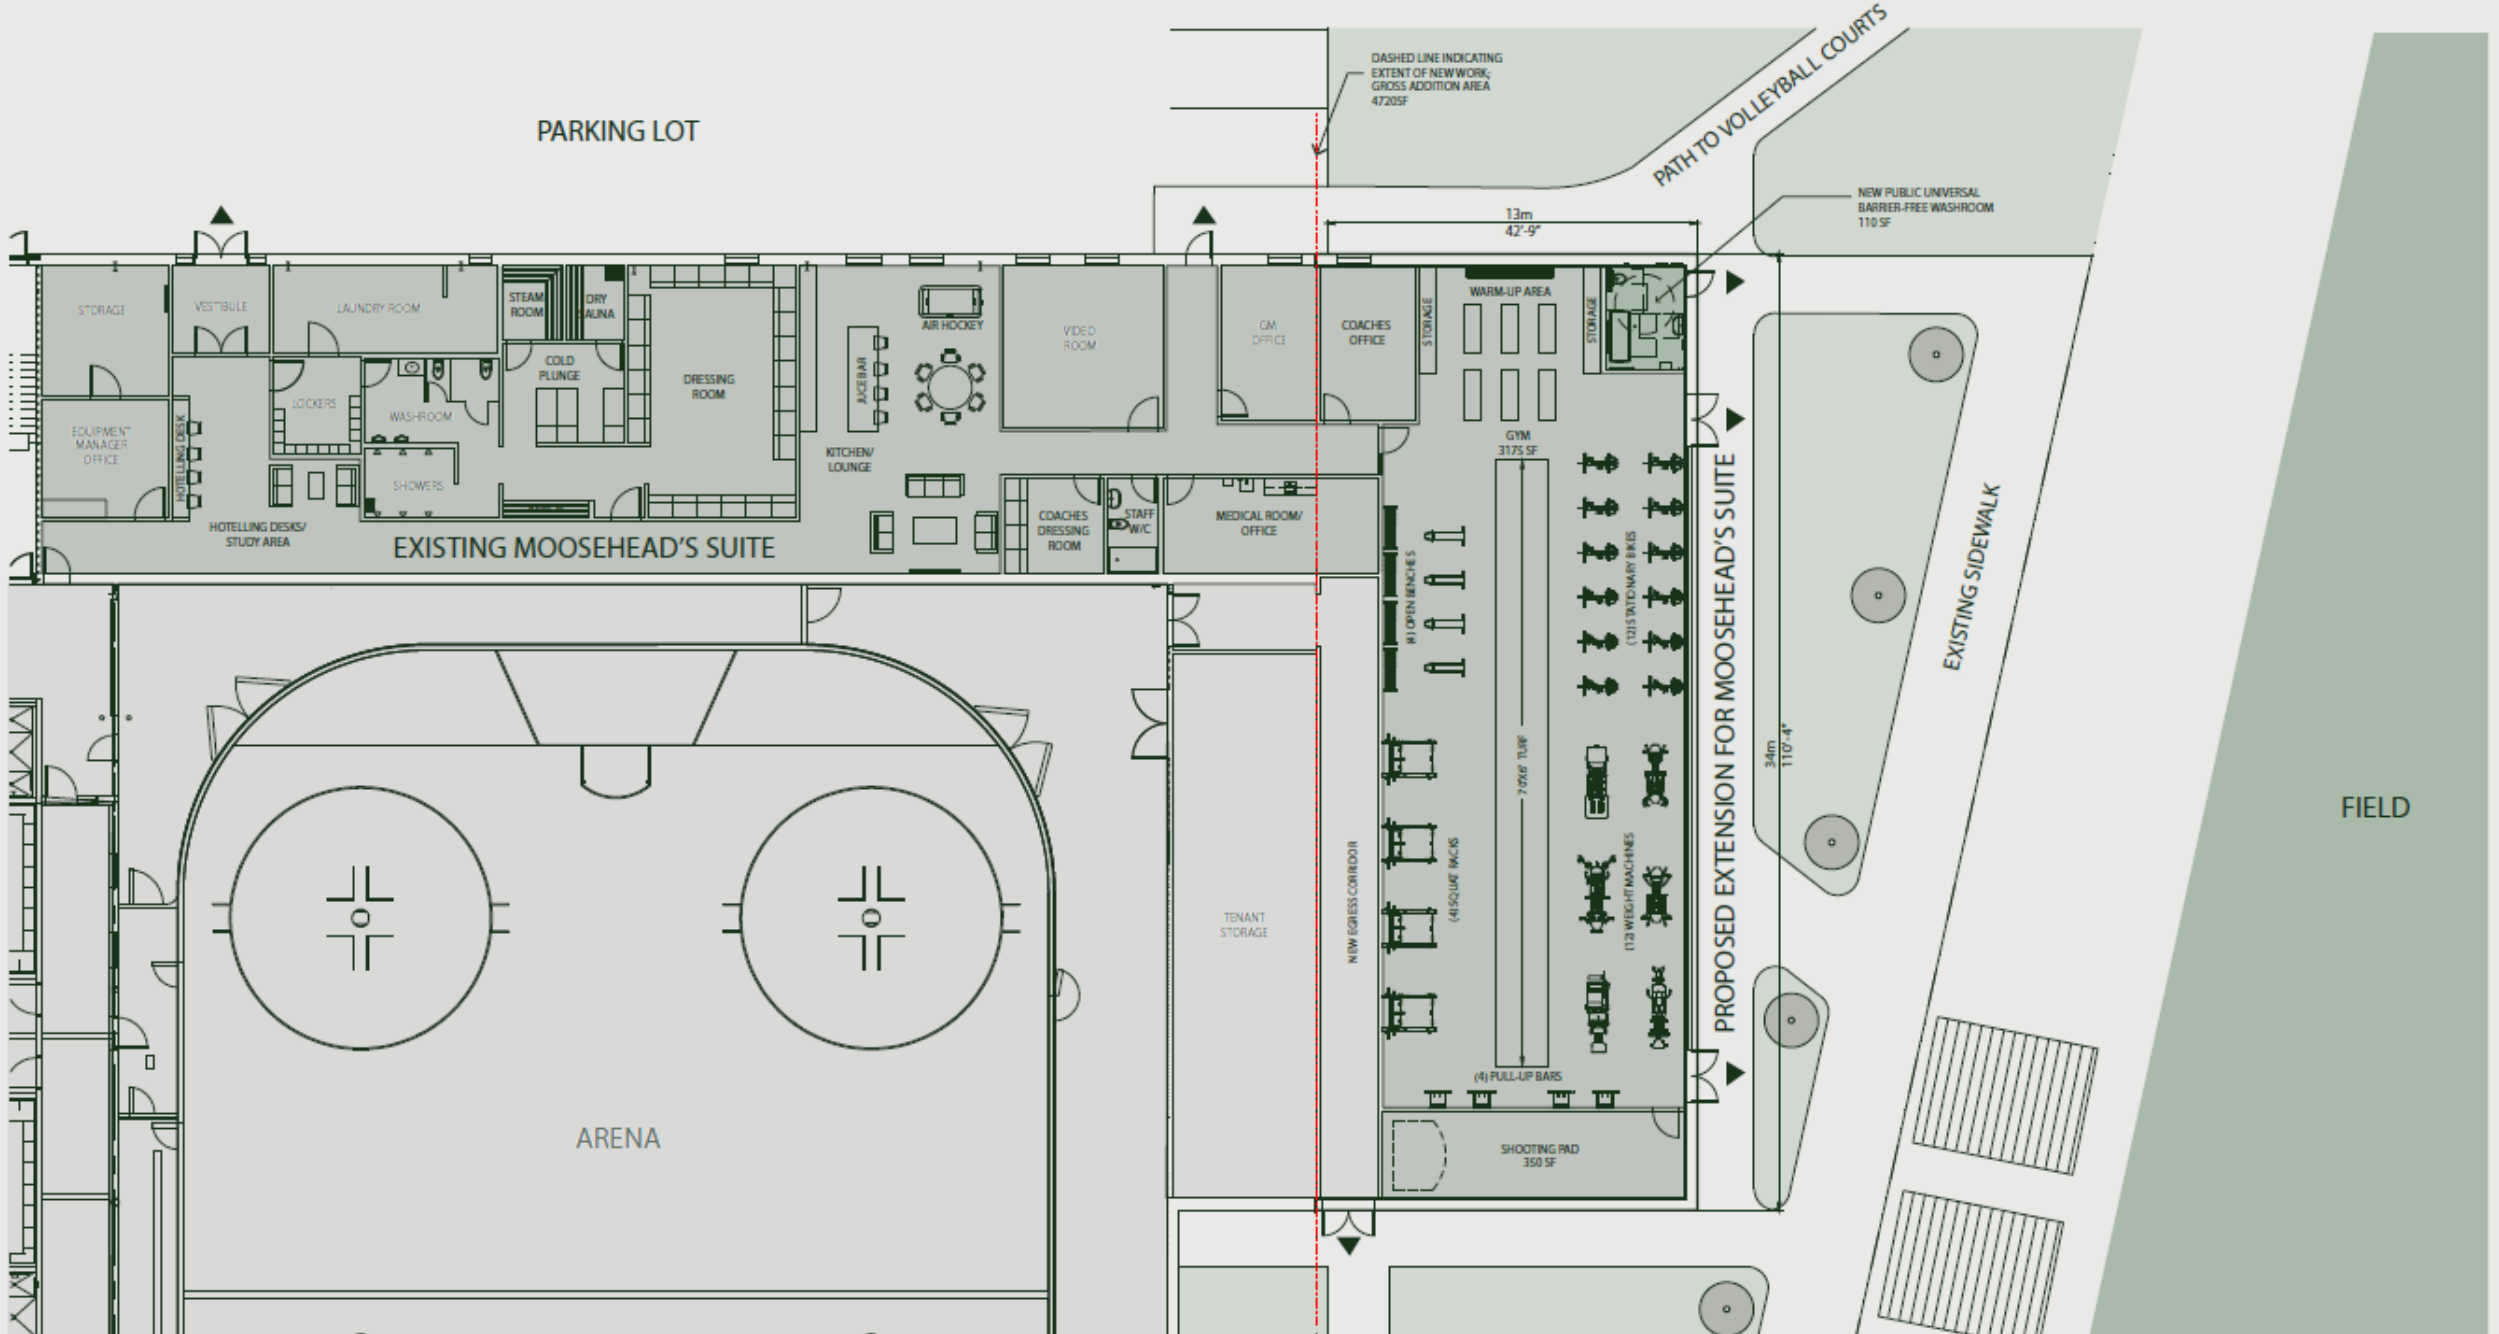 DASHED LINE INDICATING
EXTENT OF NEW WORK;
GROSS ADDITION AREA
4720SF
PATH TO VOLLEYBALL COURTS
PARKING LOT
NEW PUBLIC UNIVERSAL
BARRIER-FREE WASHROOM
110 SF
13m
42'-9"
STORAGE
VESTIBULE
LAUNDRY ROOM
STEAM
ROOM
DRY
SAUNA
AIR HOCKEY
VIDEO
ROOM
GM
OFFICE
COACHES
OFFICE
STORAGE
WARM-UP AREA
STORAGE
COLD
PLUNGE
DRESSING
ROOM
JUICE BAR
LOCKERS
WASHROOM
EQUIPMENT
MANAGER
OFFICE
HOTELLING DESK
KITCHEN/
LOUNGE
GYM
3175 SF
SHOWERS
HOTELLING DESKS/
STUDY AREA
EXISTING MOOSEHEAD'S SUITE
COACHES
DRESSING
ROOM
STAFF
W/C
MEDICAL ROOM/
OFFICE
(4) OPEN BENCHES
(12) STATIONARY BIKES
PROPOSED EXTENSION FOR MOOSEHEAD'S SUITE
EXISTING SIDEWALK
34m
110'-4"
70'X6' TURF
FIELD
TENANT
STORAGE
NEW EGRESS CORRIDOR
(4) SQUAT RACKS
(12) WEIGHT MACHINES
(4) PULL-UP BARS
ARENA
SHOOTING PAD
350 SF